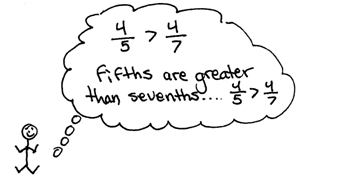 4/5 > 4/7
Fifths are greater
than sevenths.... 4/5 > 4/7